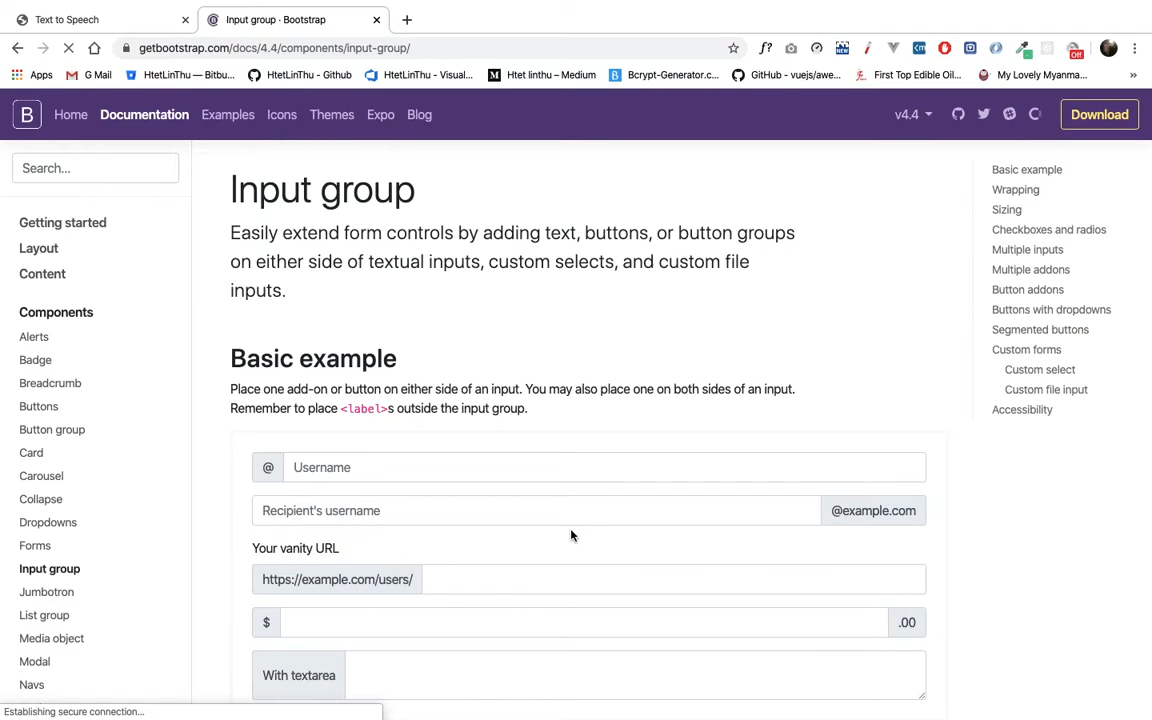 Text to Speech
Input group · Bootstrap
getbootstrap.com/docs/4.4/components/input-group/
Apps
G Mail
HtetLinThu — Bitbu...
HtetLinThu - Github
HtetLinThu - Visual...
Htet linthu – Medium
Bcrypt-Generator.c...
GitHub - vuejs/awe...
First Top Edible Oil...
My Lovely Myanma...
»
B
Home
Documentation
Examples
Icons
Themes
Expo
Blog
v4.4
Download
Search...
Getting started
Layout
Content
Components
Alerts
Badge
Breadcrumb
Buttons
Button group
Card
Carousel
Collapse
Dropdowns
Forms
Input group
Jumbotron
List group
Media object
Modal
Navs
Input group
Easily extend form controls by adding text, buttons, or button groups
on either side of textual inputs, custom selects, and custom file
inputs.
Basic example
Place one add-on or button on either side of an input. You may also place one on both sides of an input.
Remember to place <label>s outside the input group.
@ Username
Recipient's username @example.com
Your vanity URL
https://example.com/users/
$ .00
With textarea
Basic example
Wrapping
Sizing
Checkboxes and radios
Multiple inputs
Multiple addons
Button addons
Buttons with dropdowns
Segmented buttons
Custom forms
Custom select
Custom file input
Accessibility
Establishing secure connection...